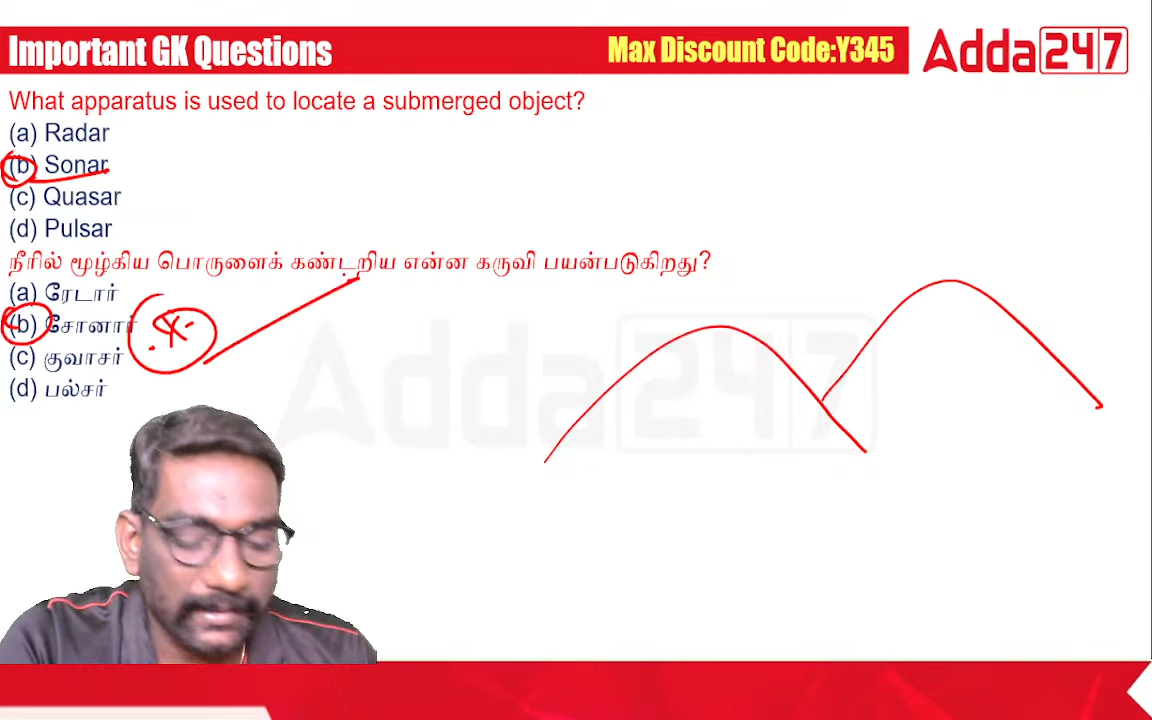 Important GK Questions
Max Discount Code:Y345
Adda247
What apparatus is used to locate a submerged object?
(a) Radar
(b) Sonar
(c) Quasar
(d) Pulsar
நீரில் மூழ்கிய பொருளைக் கண்டறிய என்ன கருவி பயன்படுகிறது?
(a) ரேடார்
(b) சோனார்
(c) குவாசர்
(d) பல்சர்
Adda247